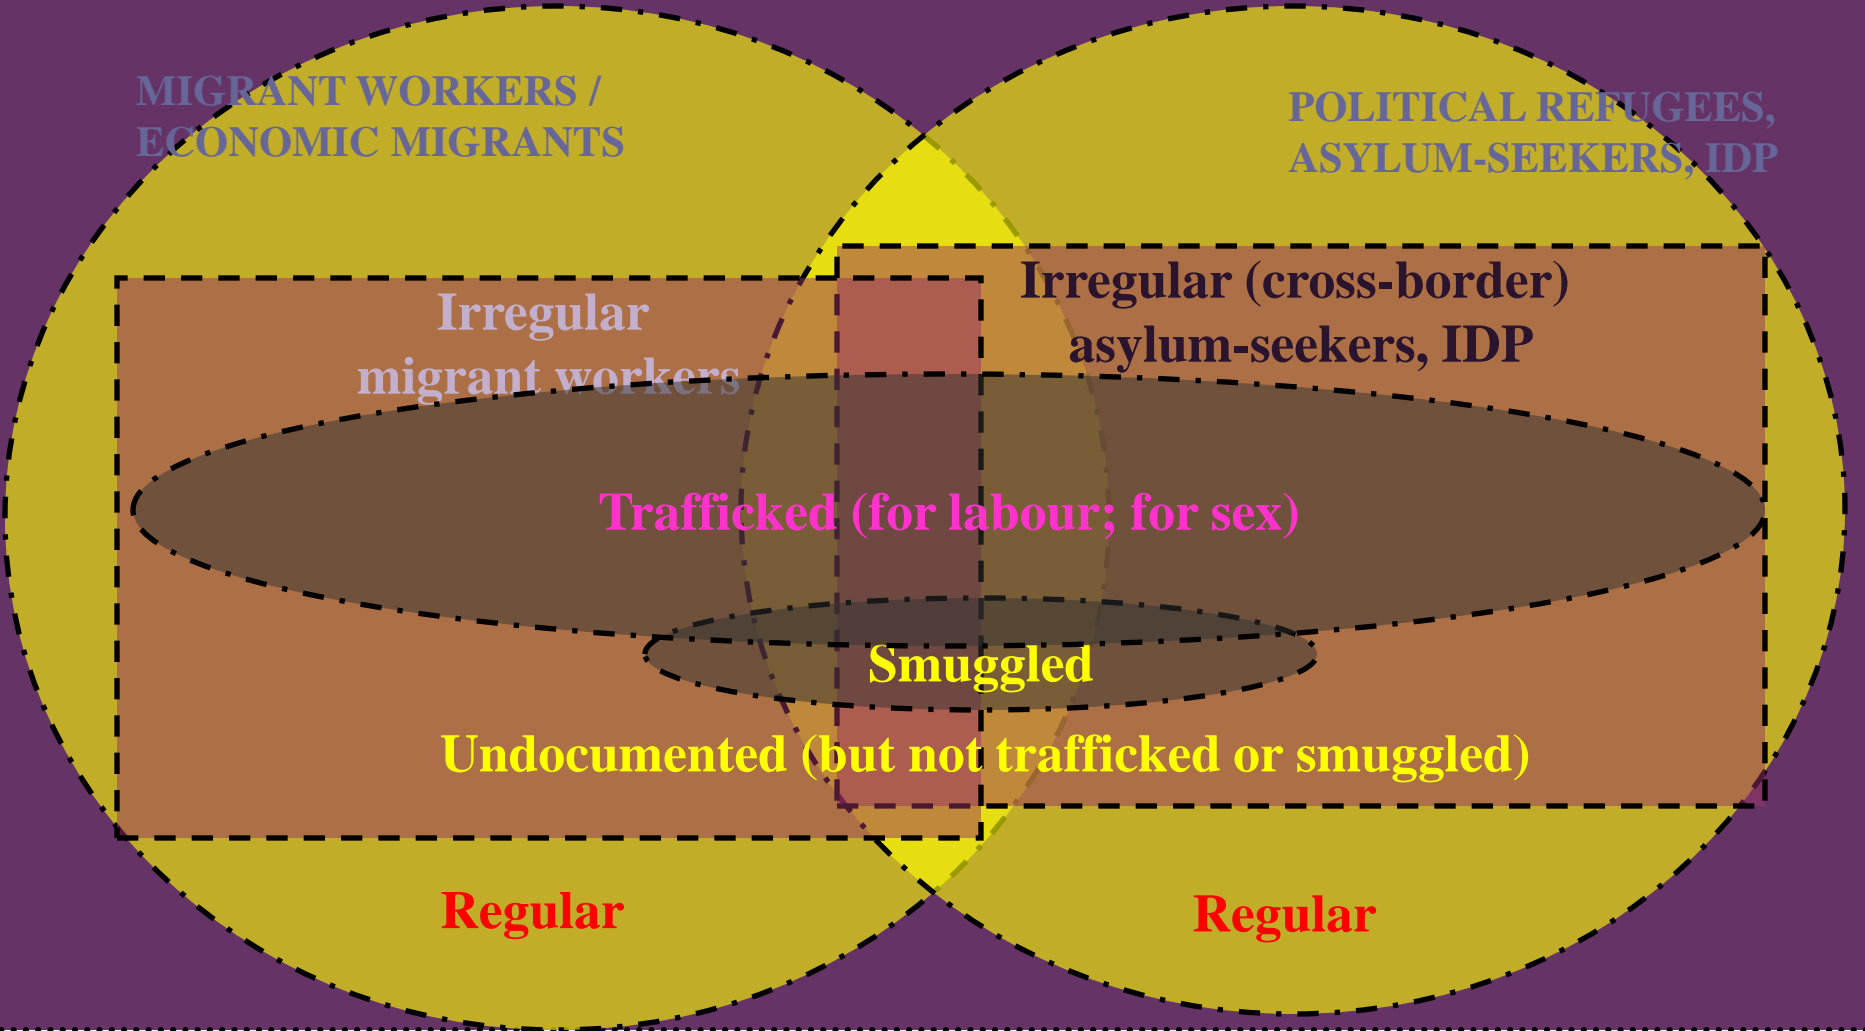 MIGRANT WORKERS /
ECONOMIC MIGRANTS
POLITICAL REFUGEES,
ASYLUM-SEEKERS, IDP
Irregular
migrant workers
Irregular (cross-border)
asylum-seekers, IDP
Trafficked (for labour; for sex)
Smuggled
Undocumented (but not trafficked or smuggled)
Regular
Regular